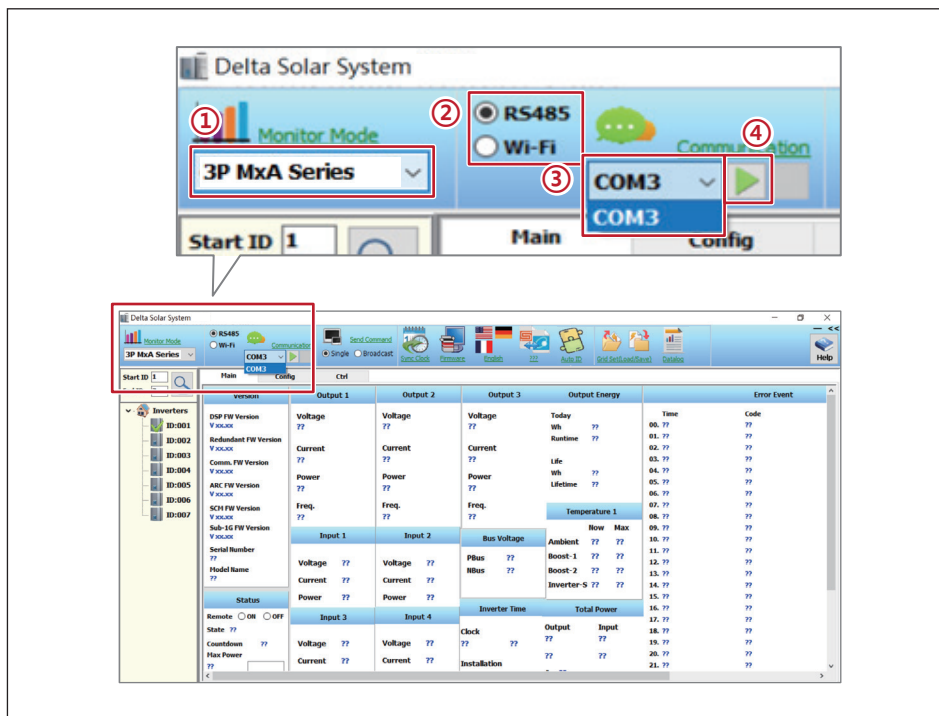 Delta Solar System
①
Monitor Mode
3P MxA Series
②
RS485
Wi-Fi
③
④
Communication
COM3
COM3
Start ID 1
Main
Config
Delta Solar System
Monitor Mode
3P MxA Series
RS485
Wi-Fi
Communication
COM3
COM3
Send Command
Single Broadcast
Sync Clock
Firmware
English
???
Auto ID
Grid Set(Load/Save)
Datalog
<<
Help
Start ID 1
Main Config Ctrl
Inverters
ID:001
ID:002
ID:003
ID:004
ID:005
ID:006
ID:007
Version
DSP FW Version
V xx.xx
Redundant FW Version
V xx.xx
Comm. FW Version
V xx.xx
ARC FW Version
V xx.xx
SCM FW Version
V xx.xx
Sub-1G FW Version
V xx.xx
Serial Number
??
Model Name
??
Status
Remote ON OFF
State ??
Countdown ??
Max Power
??
Output 1
Voltage
??
Current
??
Power
??
Freq.
??
Output 2
Voltage
??
Current
??
Power
??
Freq.
??
Output 3
Voltage
??
Current
??
Power
??
Freq.
??
Input 1
Voltage ??
Current ??
Power ??
Input 2
Voltage ??
Current ??
Power ??
Input 3
Voltage ??
Current ??
Input 4
Voltage ??
Current ??
Bus Voltage
PBus ??
NBus ??
Inverter Time
Clock
?? ??
Installation
Output Energy
Today
Wh ??
Runtime ??
Life
Wh ??
Lifetime ??
Temperature 1
Now Max
Ambient ?? ??
Boost-1 ?? ??
Boost-2 ?? ??
Inverter-S ?? ??
Total Power
Output Input
?? ??
?? ??
Error Event
Time Code
00. ?? ??
01. ?? ??
02. ?? ??
03. ?? ??
04. ?? ??
05. ?? ??
06. ?? ??
07. ?? ??
08. ?? ??
09. ?? ??
10. ?? ??
11. ?? ??
12. ?? ??
13. ?? ??
14. ?? ??
15. ?? ??
16. ?? ??
17. ?? ??
18. ?? ??
19. ?? ??
20. ?? ??
21. ?? ??